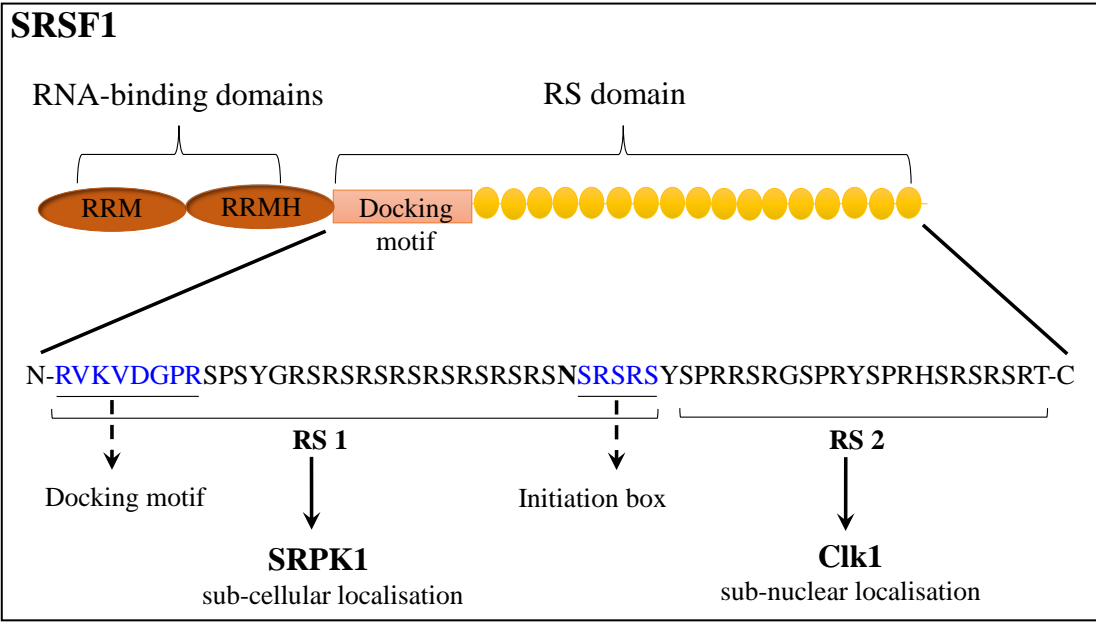 SRSF1
RNA-binding domains
RS domain
RRM
RRMH
Docking
motif
N-RVKVDGPRSPSYGRSRSRSRSRSRSRSRSNSRSRSYSPRRSRGSPRYSPRHSRSRSRT-C
RS 1
RS 2
Docking motif
Initiation box
SRPK1
Clk1
sub-cellular localisation
sub-nuclear localisation